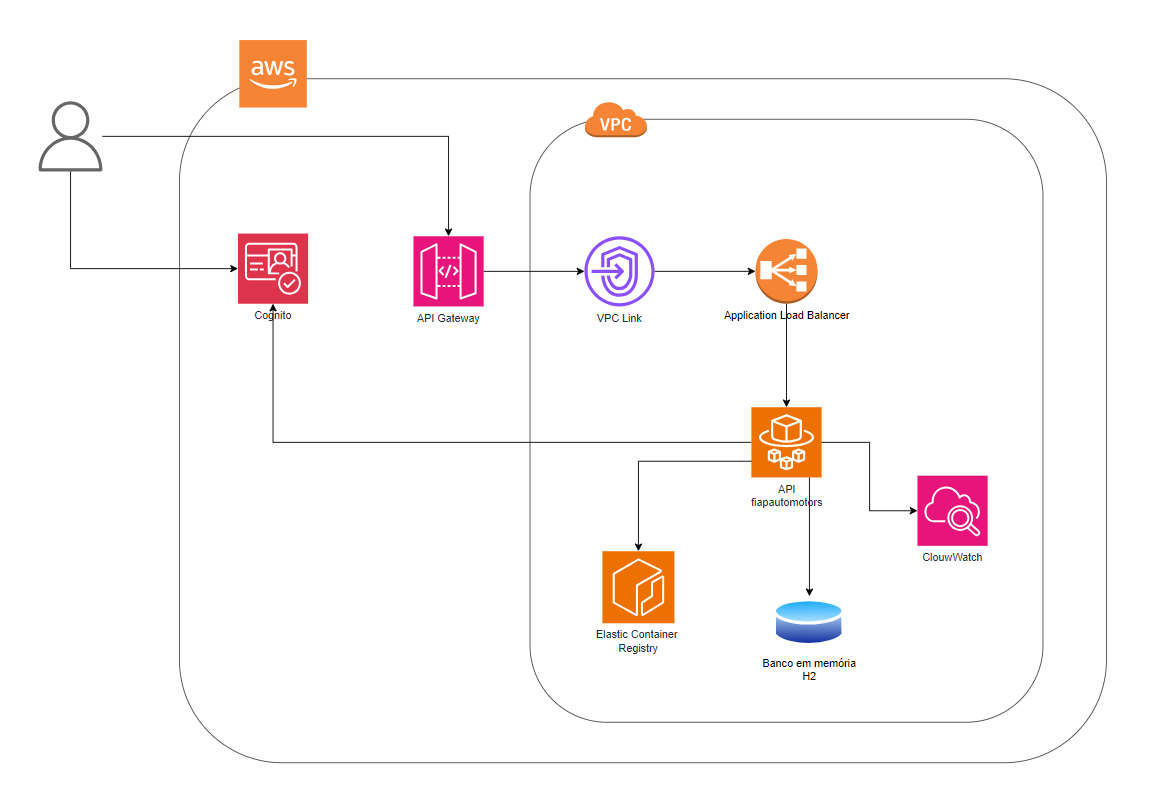 aws
VPC
Cognito
</>
API Gateway
VPC Link
Application Load Balancer
API
fiapautomotors
ClouwWatch
Elastic Container
Registry
Banco em memória
H2